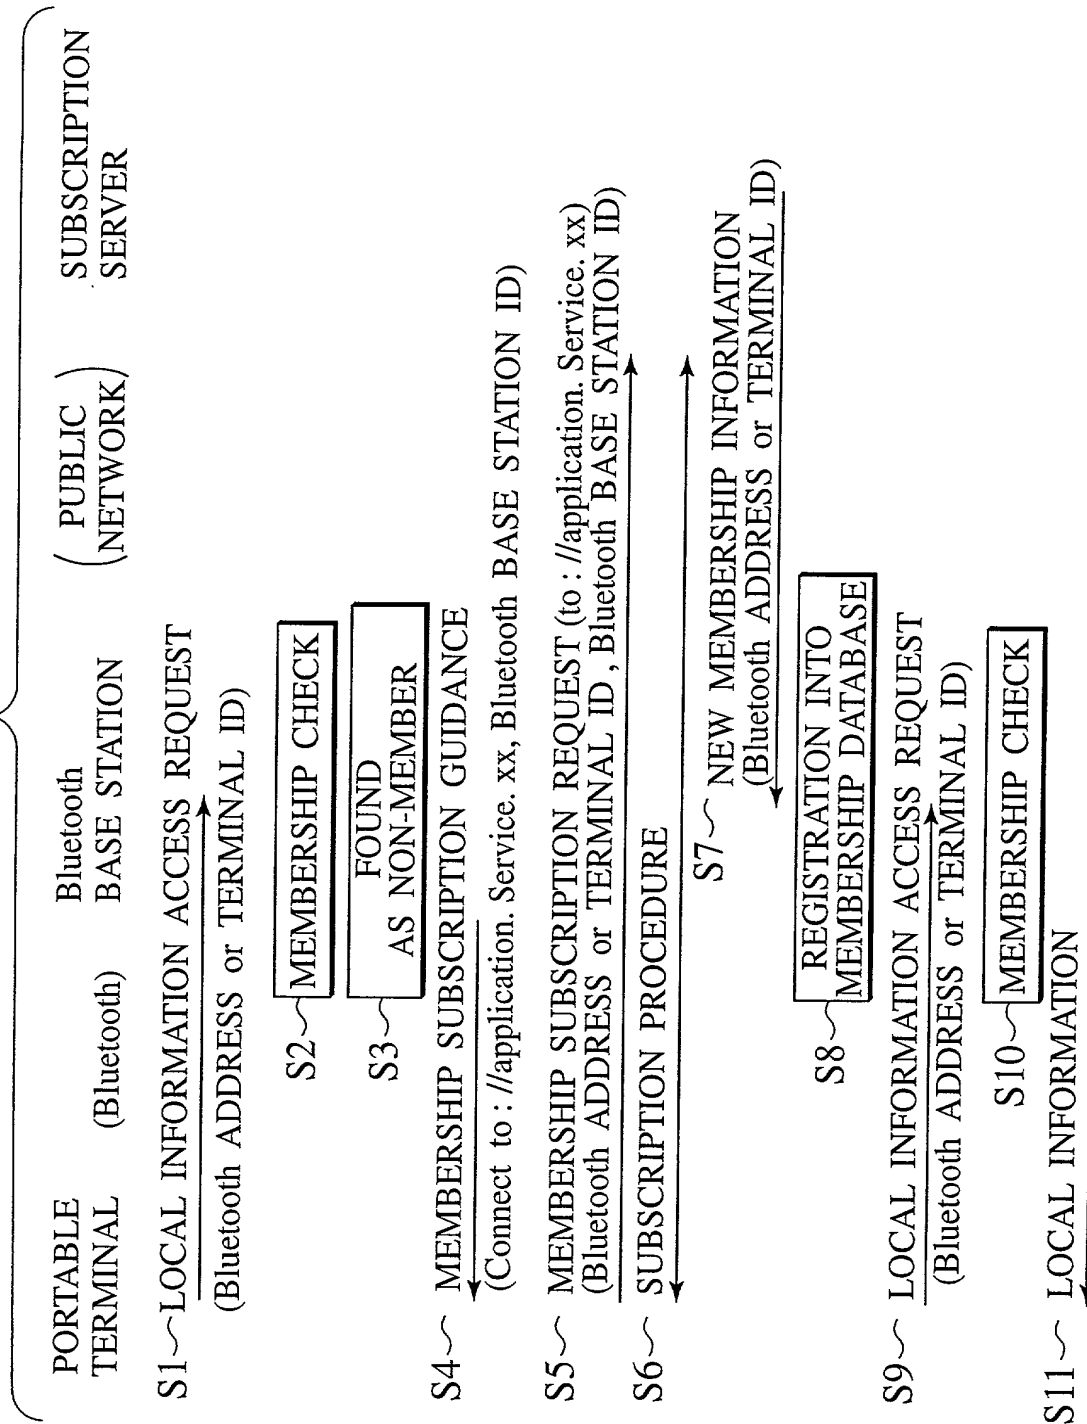 PORTABLE
TERMINAL
(Bluetooth)
Bluetooth
BASE STATION
(PUBLIC
NETWORK)
SUBSCRIPTION
SERVER
S1~LOCAL INFORMATION ACCESS REQUEST
(Bluetooth ADDRESS or TERMINAL ID)
S2~MEMBERSHIP CHECK
S3~
FOUND
AS NON-MEMBER
S4~ MEMBERSHIP SUBSCRIPTION GUIDANCE
(Connect to : //application. Service. xx, Bluetooth BASE STATION ID)
S5~ MEMBERSHIP SUBSCRIPTION REQUEST (to : //application. Service. xx)
(Bluetooth ADDRESS or TERMINAL ID , Bluetooth BASE STATION ID)
S6~ SUBSCRIPTION PROCEDURE
S7~ NEW MEMBERSHIP INFORMATION
(Bluetooth ADDRESS or TERMINAL ID)
S8~
REGISTRATION INTO
MEMBERSHIP DATABASE
S9~ LOCAL INFORMATION ACCESS REQUEST
(Bluetooth ADDRESS or TERMINAL ID)
S10~MEMBERSHIP CHECK
S11~ LOCAL INFORMATION